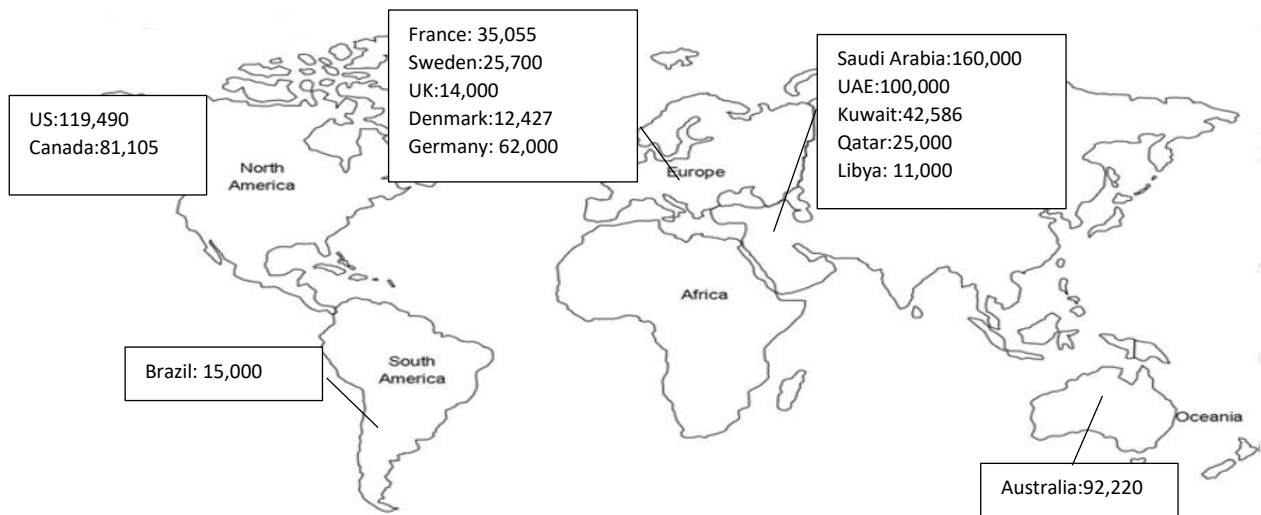 France: 35,055
Sweden:25,700
UK:14,000
Denmark:12,427
Germany: 62,000
Saudi Arabia:160,000
UAE:100,000
Kuwait:42,586
Qatar:25,000
Libya: 11,000
US:119,490
Canada:81,105
North
America
Europe
Africa
Brazil: 15,000
South
America
Oceania
Australia:92,220